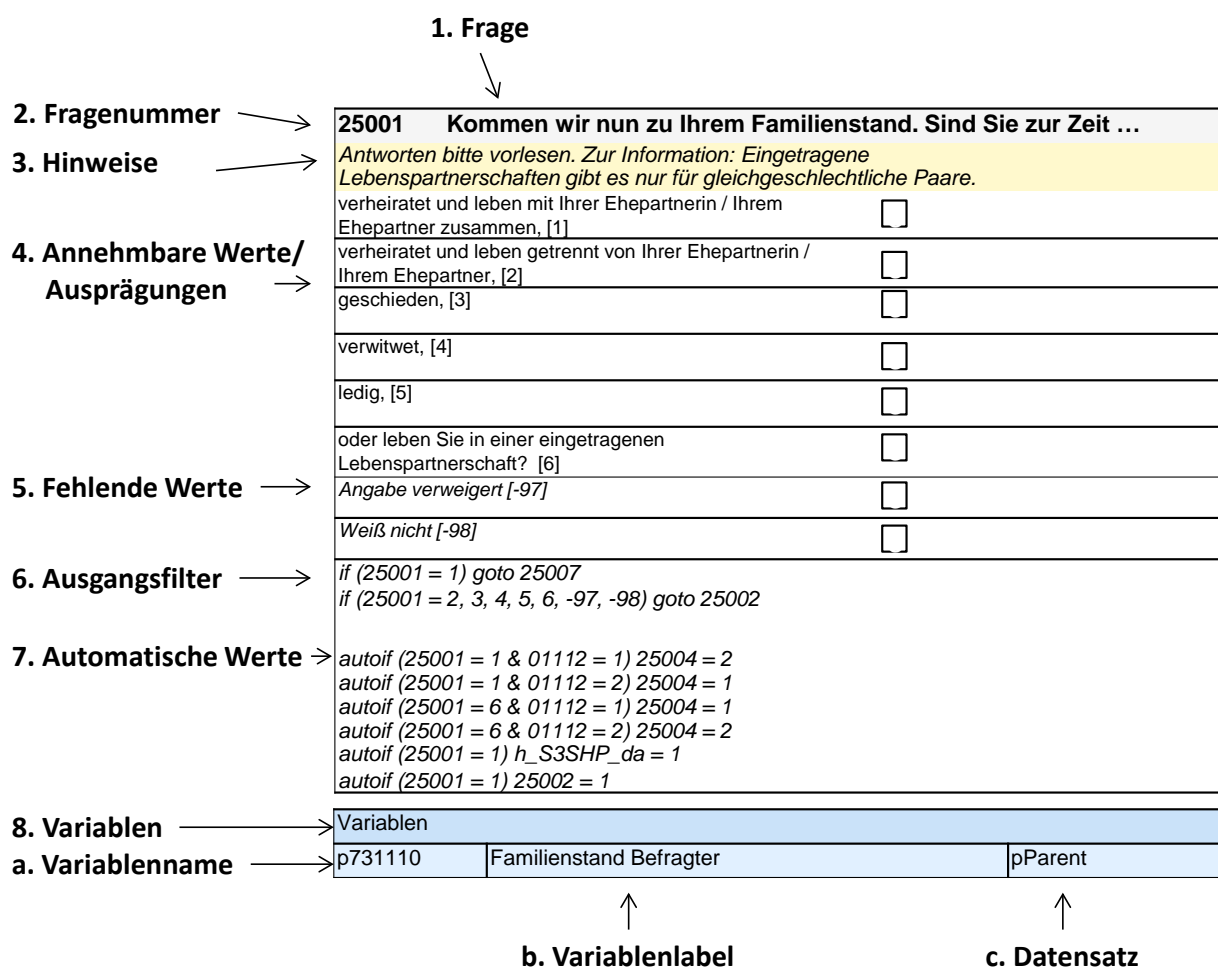 1. Frage
2. Fragenummer
25001 Kommen wir nun zu Ihrem Familienstand. Sind Sie zur Zeit …
3. Hinweise
Antworten bitte vorlesen. Zur Information: Eingetragene
Lebenspartnerschaften gibt es nur für gleichgeschlechtliche Paare.
verheiratet und leben mit Ihrer Ehepartnerin / Ihrem
Ehepartner zusammen, [1]
4. Annehmbare Werte/
Ausprägungen
verheiratet und leben getrennt von Ihrer Ehepartnerin /
Ihrem Ehepartner, [2]
geschieden, [3]
verwitwet, [4]
ledig, [5]
oder leben Sie in einer eingetragenen
Lebenspartnerschaft? [6]
5. Fehlende Werte
Angabe verweigert [-97]
Weiß nicht [-98]
6. Ausgangsfilter
if (25001 = 1) goto 25007
if (25001 = 2, 3, 4, 5, 6, -97, -98) goto 25002
7. Automatische Werte
autoif (25001 = 1 & 01112 = 1) 25004 = 2
autoif (25001 = 1 & 01112 = 2) 25004 = 1
autoif (25001 = 6 & 01112 = 1) 25004 = 1
autoif (25001 = 6 & 01112 = 2) 25004 = 2
autoif (25001 = 1) h_S3SHP_da = 1
autoif (25001 = 1) 25002 = 1
8. Variablen
Variablen
a. Variablenname
p731110 Familienstand Befragter pParent
b. Variablenlabel c. Datensatz